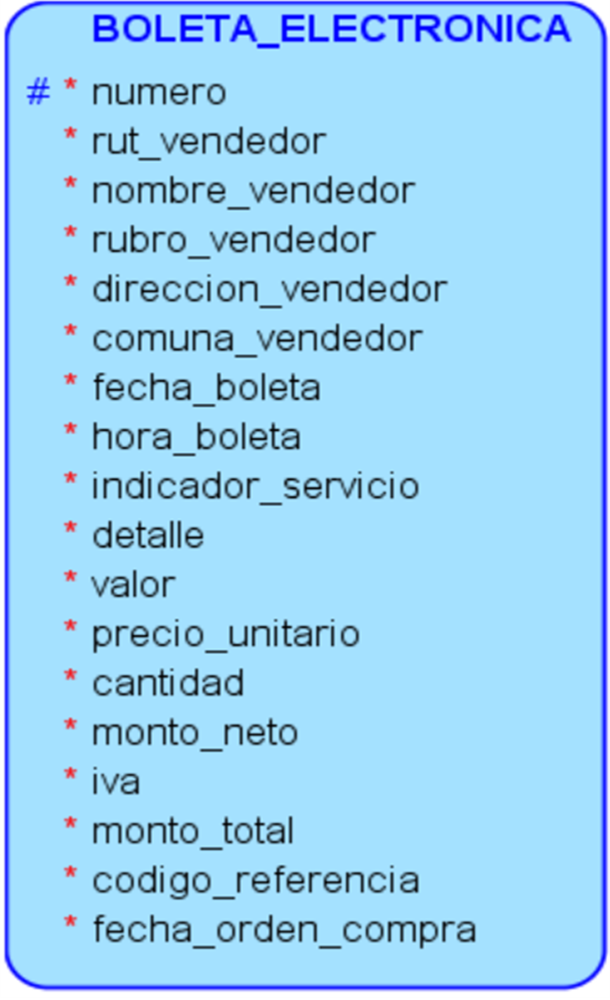 BOLETA_ELECTRONICA
# * numero
* rut_vendedor
* nombre_vendedor
* rubro_vendedor
* direccion_vendedor
* comuna_vendedor
* fecha_boleta
* hora_boleta
* indicador_servicio
* detalle
* valor
* precio_unitario
* cantidad
* monto_neto
* iva
* monto_total
* codigo_referencia
* fecha_orden_compra